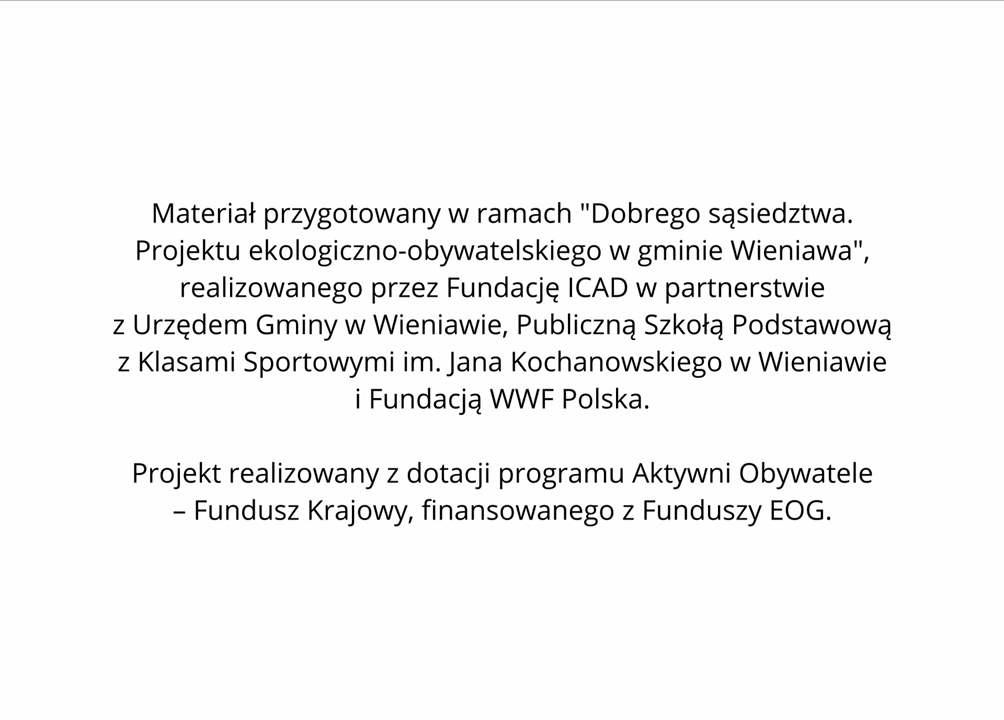 Materiał przygotowany w ramach "Dobrego sąsiedztwa.
Projektu ekologiczno-obywatelskiego w gminie Wieniawa",
realizowanego przez Fundację ICAD w partnerstwie
z Urzędem Gminy w Wieniawie, Publiczną Szkołą Podstawową
z Klasami Sportowymi im. Jana Kochanowskiego w Wieniawie
i Fundacją WWF Polska.
Projekt realizowany z dotacji programu Aktywni Obywatele
– Fundusz Krajowy, finansowanego z Funduszy EOG.